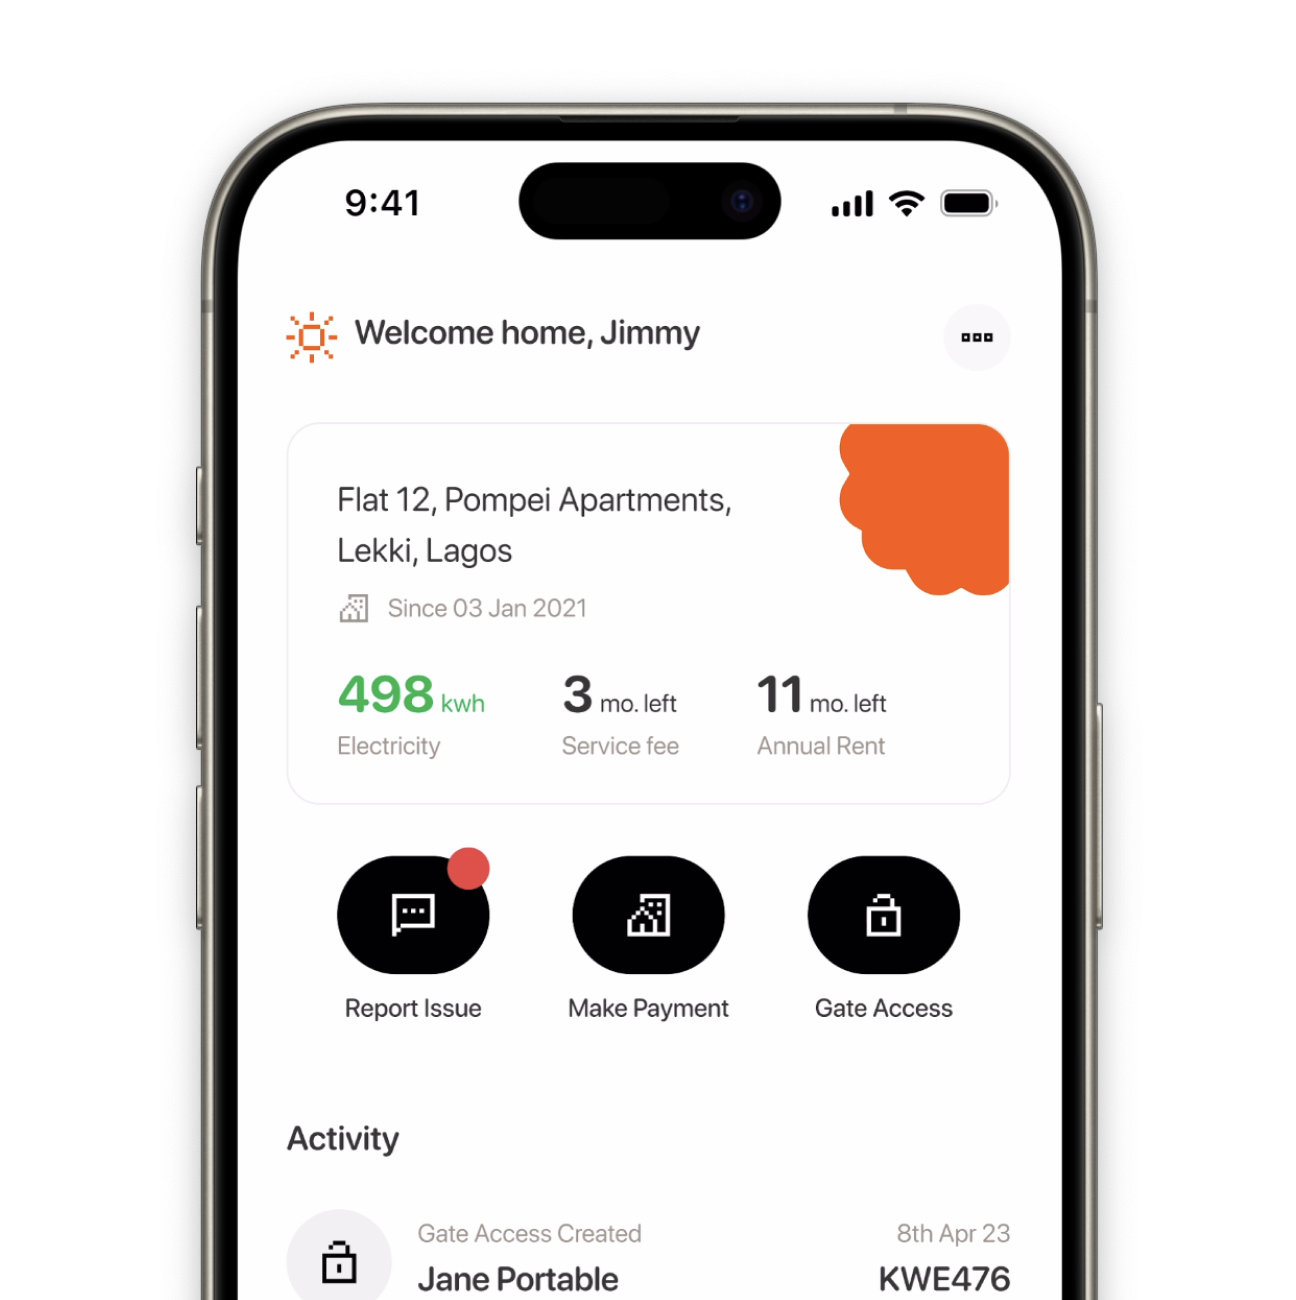 9:41
Welcome home, Jimmy
Flat 12, Pompei Apartments,
Lekki, Lagos
Since 03 Jan 2021
498 kwh 3 mo. left 11 mo. left
Electricity Service fee Annual Rent
Report Issue Make Payment Gate Access
Activity
Gate Access Created 8th Apr 23
Jane Portable KWE476